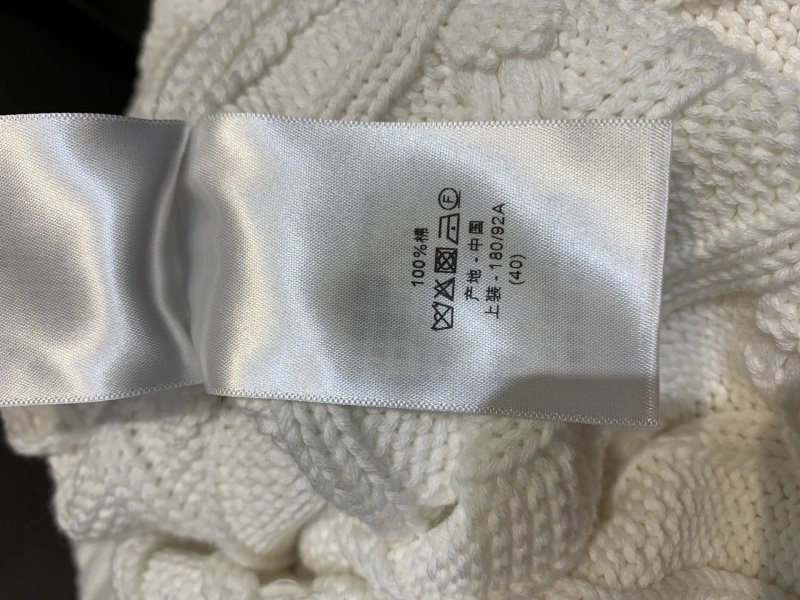 100%棉
F
产地 - 中国
上装 - 180/92A
(40)